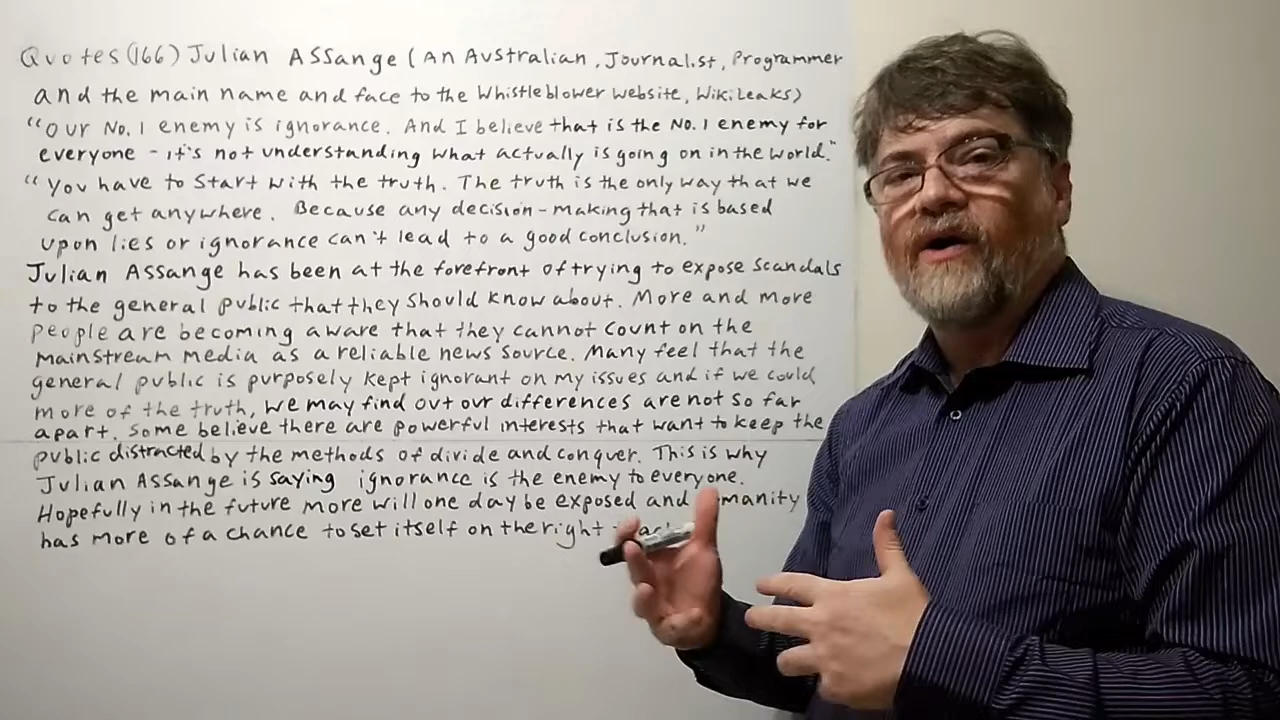 Quotes (166) Julian Assange (An Australian, Journalist, Programmer
and the main name and face to the Whistleblower Website, WikiLeaks)
"Our No. 1 enemy is ignorance. And I believe that is the No. 1 enemy for
everyone - it's not understanding what actually is going on in the world."
"You have to start with the truth. The truth is the only way that we
can get anywhere. Because any decision-making that is based
upon lies or ignorance can't lead to a good conclusion."
Julian Assange has been at the forefront of trying to expose scandals
to the general public that they should know about. More and more
people are becoming aware that they cannot count on the
mainstream media as a reliable news source. Many feel that the
general public is purposely kept ignorant on my issues and if we could
more of the truth, we may find out our differences are not so far
apart. Some believe there are powerful interests that want to keep the
public distracted by the methods of divide and conquer. This is why
Julian Assange is saying ignorance is the enemy to everyone.
Hopefully in the future more will one day be exposed and manity
has more of a chance to set itself on the right